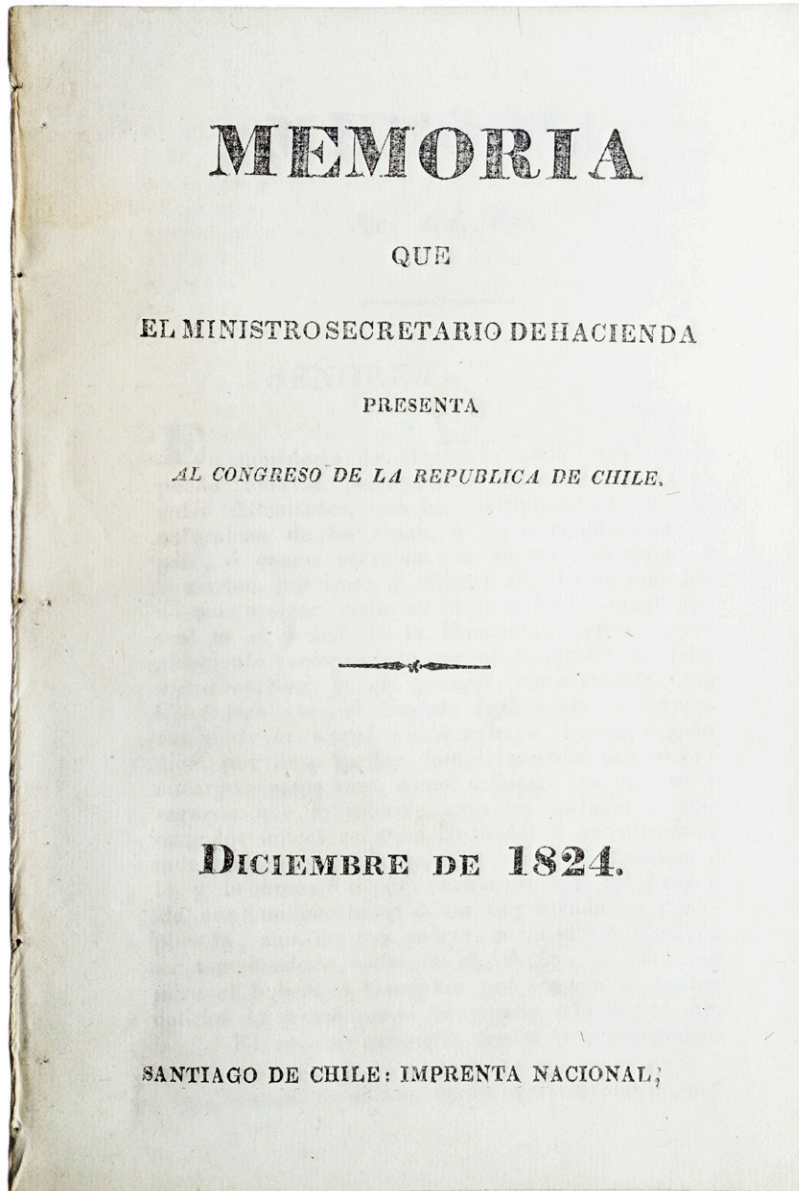 MEMORIA
QUE
EL MINISTRO SECRETARIO DE HACIENDA
PRESENTA
AL CONGRESO DE LA REPUBLICA DE CHILE.
DICIEMBRE DE 1824.
SANTIAGO DE CHILE: IMPRENTA NACIONAL;